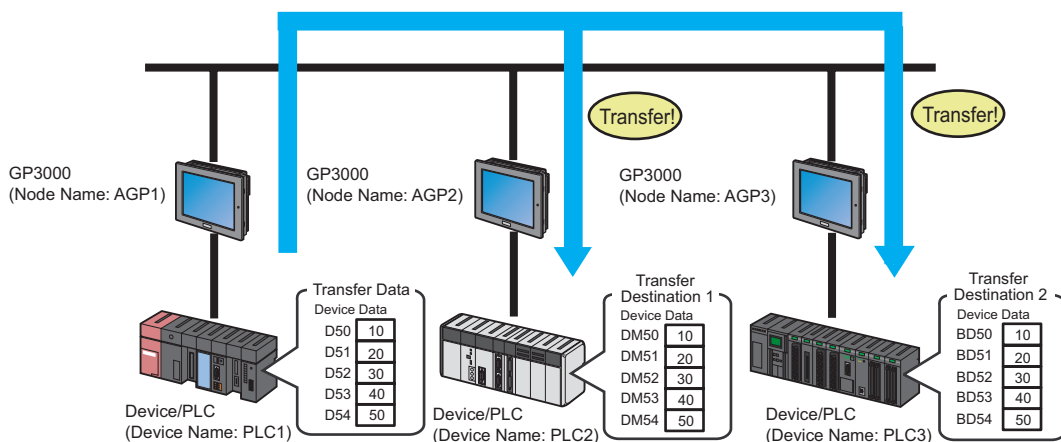 Transfer!
Transfer!
GP3000
(Node Name: AGP1)
GP3000
(Node Name: AGP2)
GP3000
(Node Name: AGP3)
Transfer Data
Device Data
D50 10
D51 20
D52 30
D53 40
D54 50
Device/PLC
(Device Name: PLC1)
Transfer
Destination 1
Device Data
DM50 10
DM51 20
DM52 30
DM53 40
DM54 50
Device/PLC
(Device Name: PLC2)
Transfer
Destination 2
Device Data
BD50 10
BD51 20
BD52 30
BD53 40
BD54 50
Device/PLC
(Device Name: PLC3)